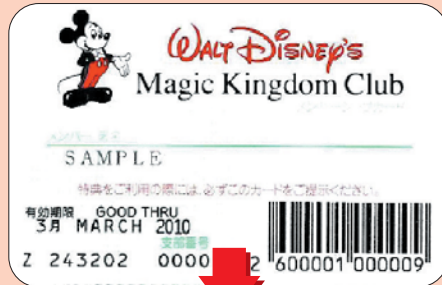 WALT DISNEY'S
Magic Kingdom Club
SAMPLE
特典をご利用の際には、必ずこのカードをご提示ください。
有効期限 GOOD THRU
3月 MARCH 2010
支部番号
Z 243202 0000 2 600001 000009